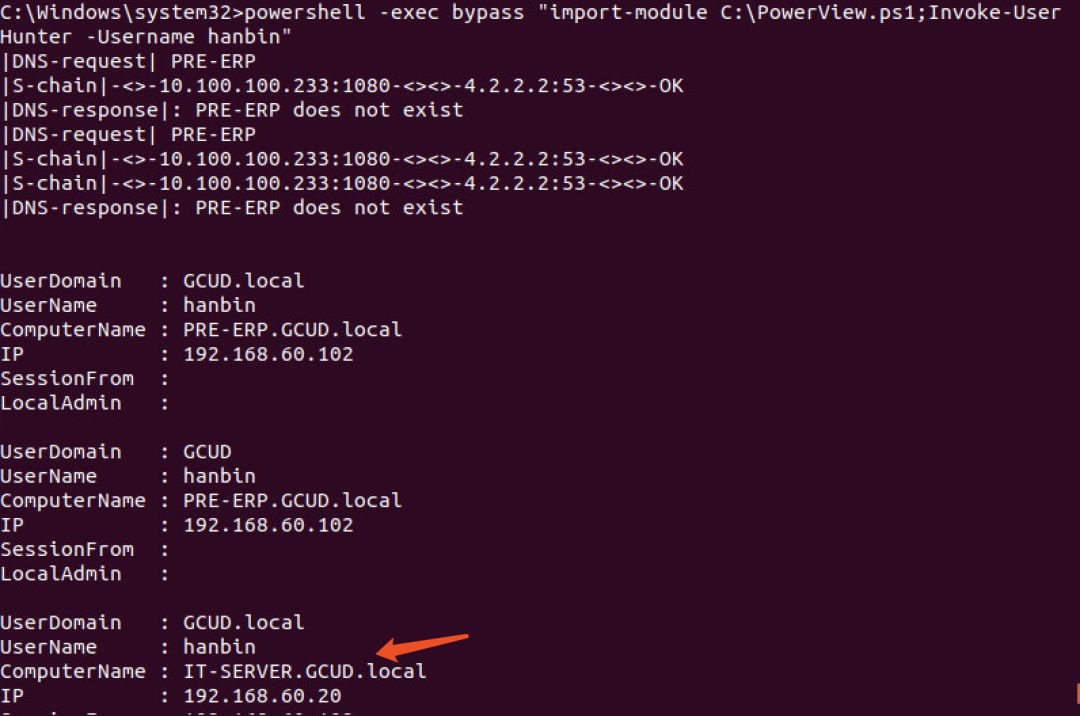 C:\Windows\system32>powershell -exec bypass "import-module C:\PowerView.ps1;Invoke-User
Hunter -Username hanbin"
|DNS-request| PRE-ERP
|S-chain|-<>-10.100.100.233:1080-<><>-4.2.2.2:53-<><>-OK
|DNS-response|: PRE-ERP does not exist
|DNS-request| PRE-ERP
|S-chain|-<>-10.100.100.233:1080-<><>-4.2.2.2:53-<><>-OK
|S-chain|-<>-10.100.100.233:1080-<><>-4.2.2.2:53-<><>-OK
|DNS-response|: PRE-ERP does not exist
UserDomain   : GCUD.local
UserName     : hanbin
ComputerName : PRE-ERP.GCUD.local
IP           : 192.168.60.102
SessionFrom  :
LocalAdmin   :
UserDomain   : GCUD
UserName     : hanbin
ComputerName : PRE-ERP.GCUD.local
IP           : 192.168.60.102
SessionFrom  :
LocalAdmin   :
UserDomain   : GCUD.local
UserName     : hanbin
ComputerName : IT-SERVER.GCUD.local
IP           : 192.168.60.20